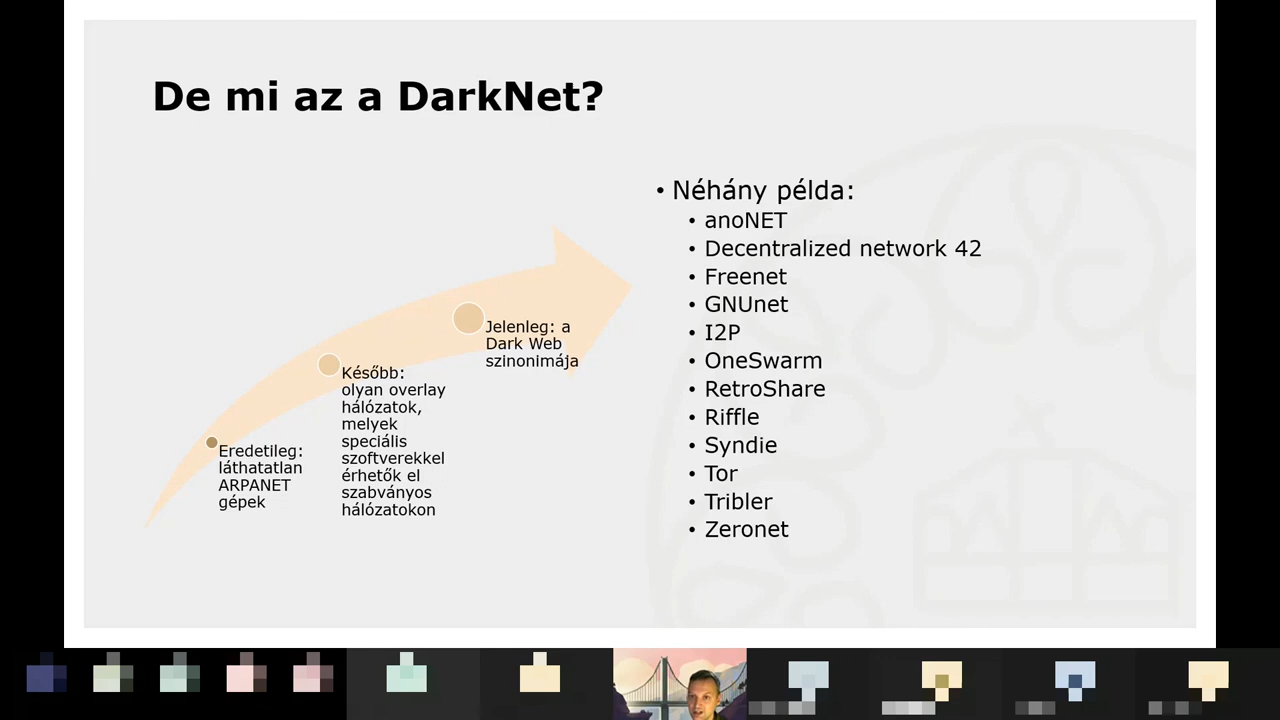 De mi az a DarkNet?
Eredetileg:
láthatatlan
ARPANET
gépek
Később:
olyan overlay
hálózatok,
melyek
speciális
szoftverekkel
érhetők el
szabványos
hálózatokon
Jelenleg: a
Dark Web
szinonimája
• Néhány példa:
• anoNET
• Decentralized network 42
• Freenet
• GNUnet
• I2P
• OneSwarm
• RetroShare
• Riffle
• Syndie
• Tor
• Tribler
• Zeronet